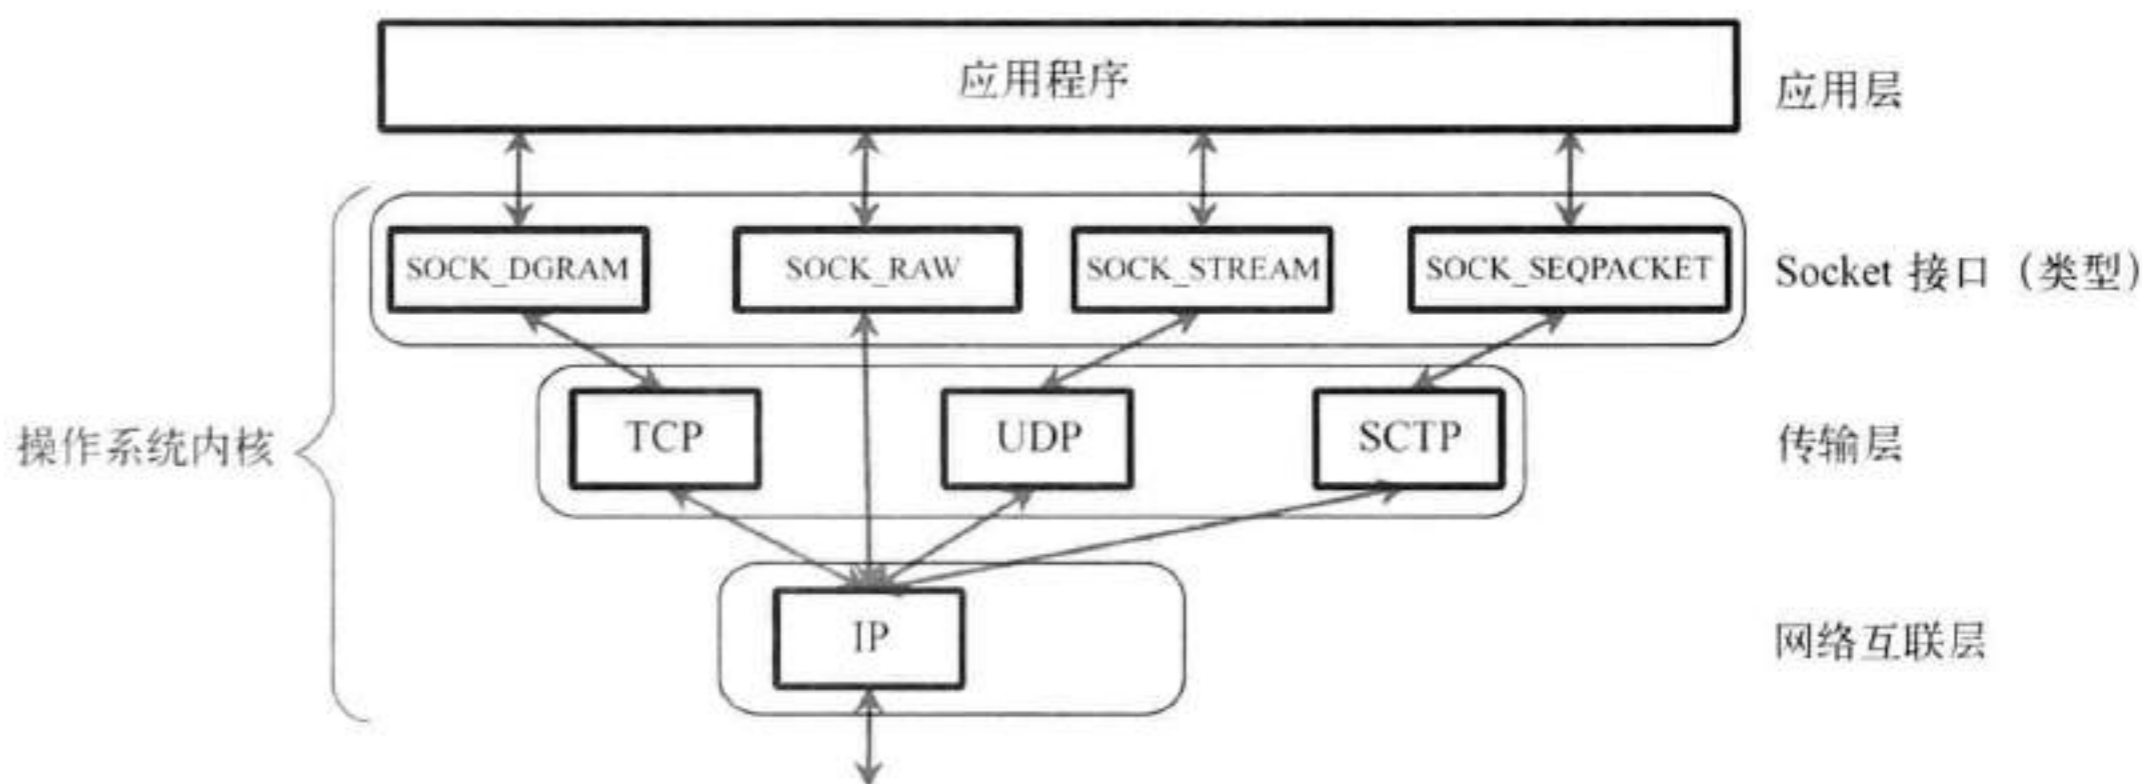 应用程序
应用层
SOCK_DGRAM
SOCK_RAW
SOCK_STREAM
SOCK_SEQPACKET
Socket 接口（类型）
操作系统内核
TCP
UDP
SCTP
传输层
IP
网络互联层